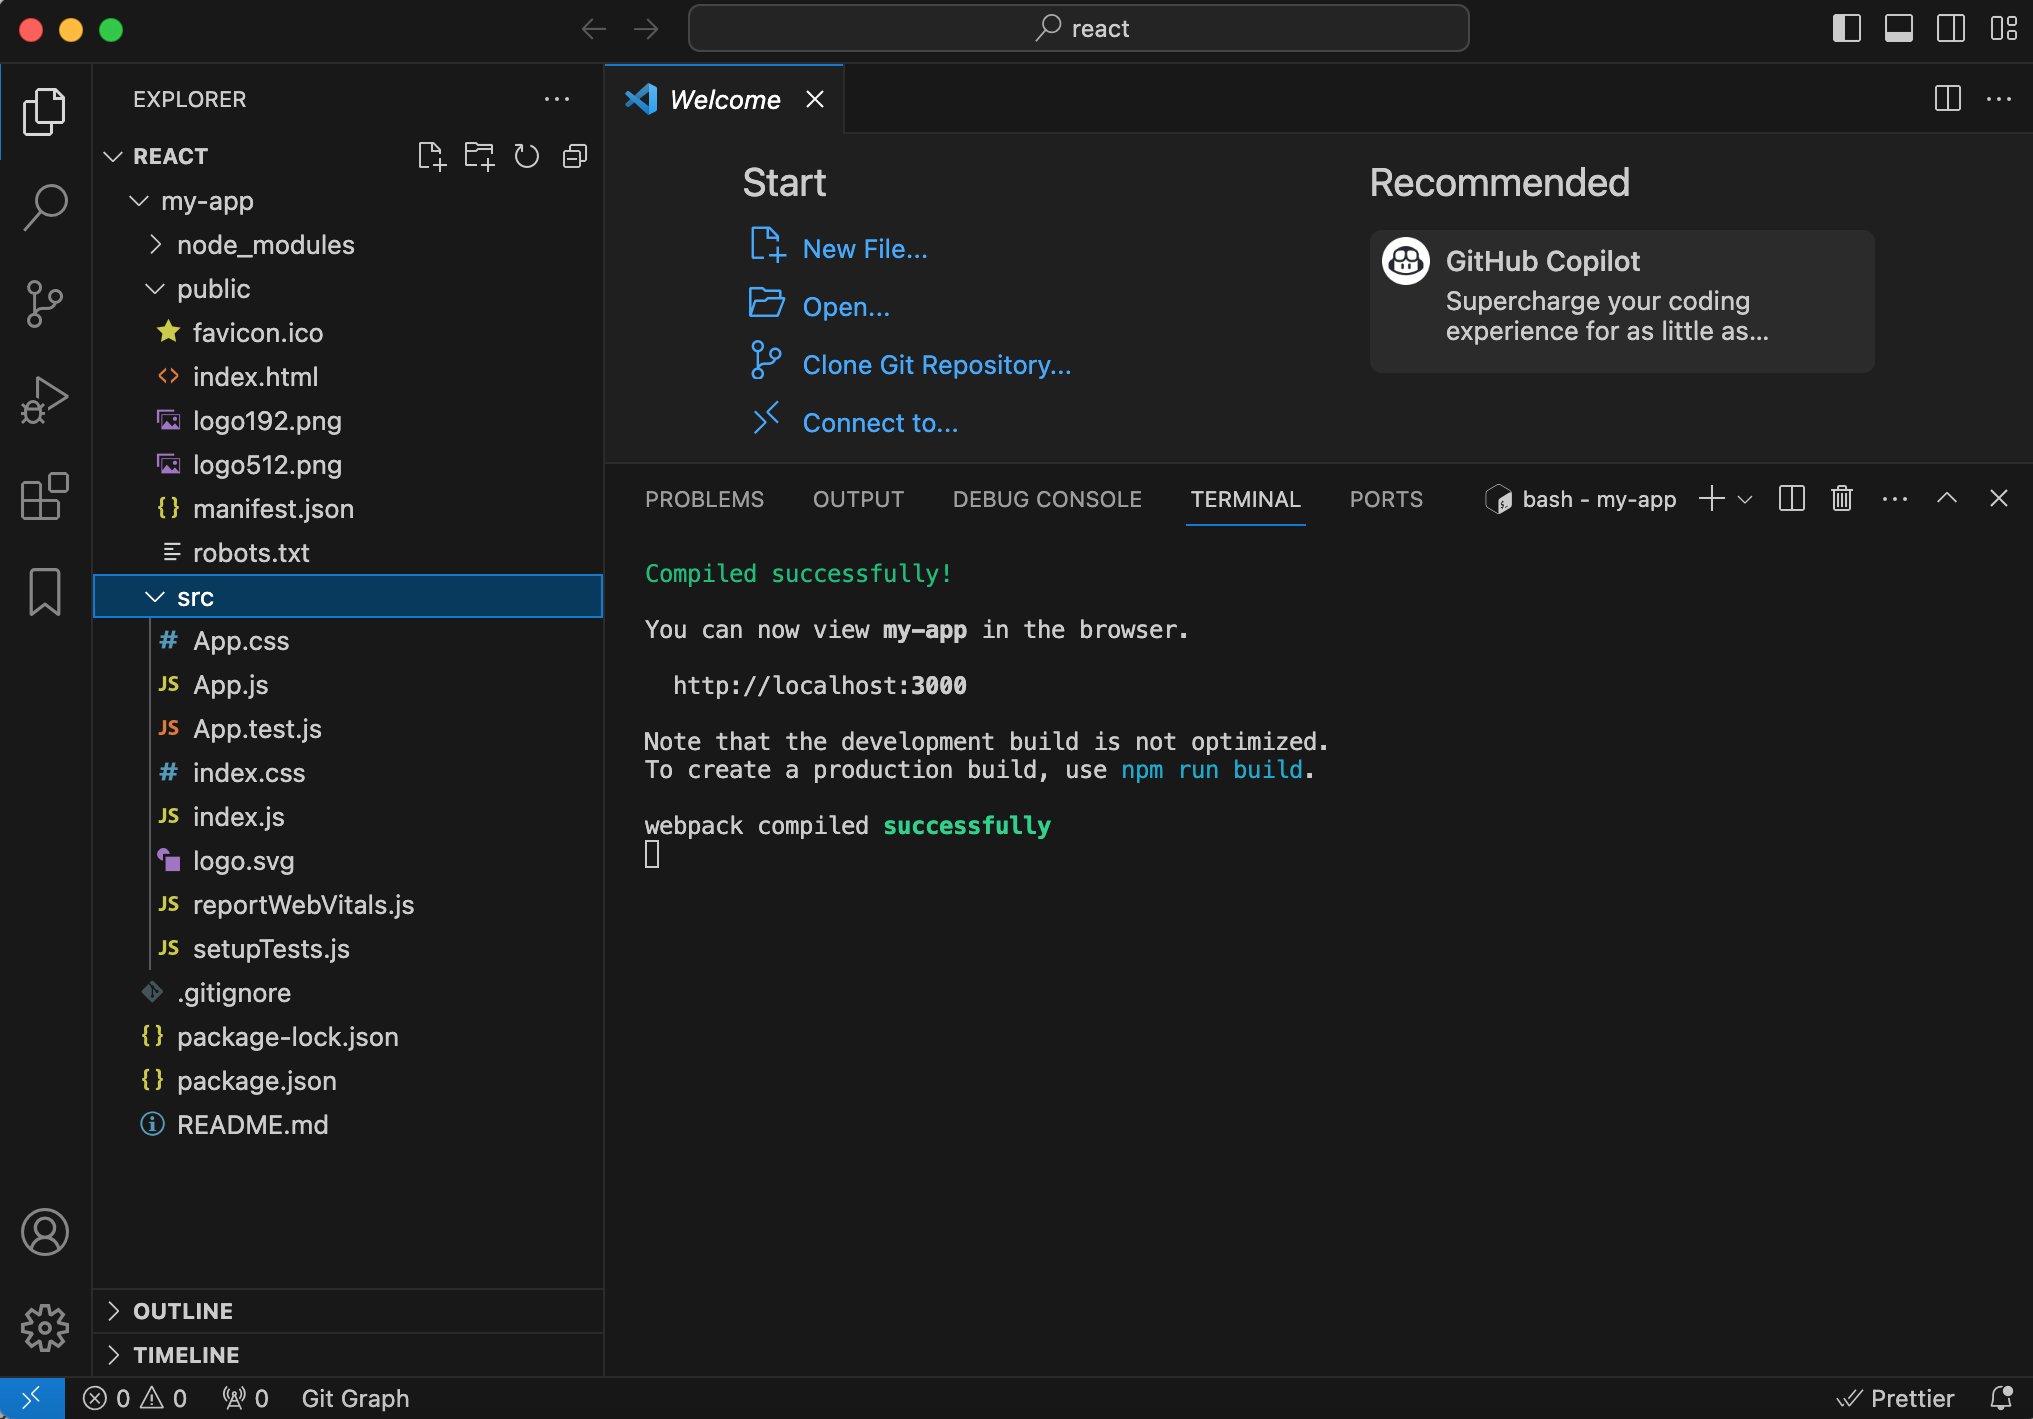 react
EXPLORER
REACT
my-app
node_modules
public
favicon.ico
index.html
logo192.png
logo512.png
manifest.json
robots.txt
src
App.css
App.js
App.test.js
index.css
index.js
logo.svg
reportWebVitals.js
setupTests.js
.gitignore
package-lock.json
package.json
README.md
OUTLINE
TIMELINE
Welcome
Start
New File...
Open...
Clone Git Repository...
Connect to...
Recommended
GitHub Copilot
Supercharge your coding
experience for as little as...
PROBLEMS OUTPUT DEBUG CONSOLE TERMINAL PORTS bash - my-app
Compiled successfully!
You can now view my-app in the browser.
http://localhost:3000
Note that the development build is not optimized.
To create a production build, use npm run build.
webpack compiled successfully
0 0 0 Git Graph Prettier